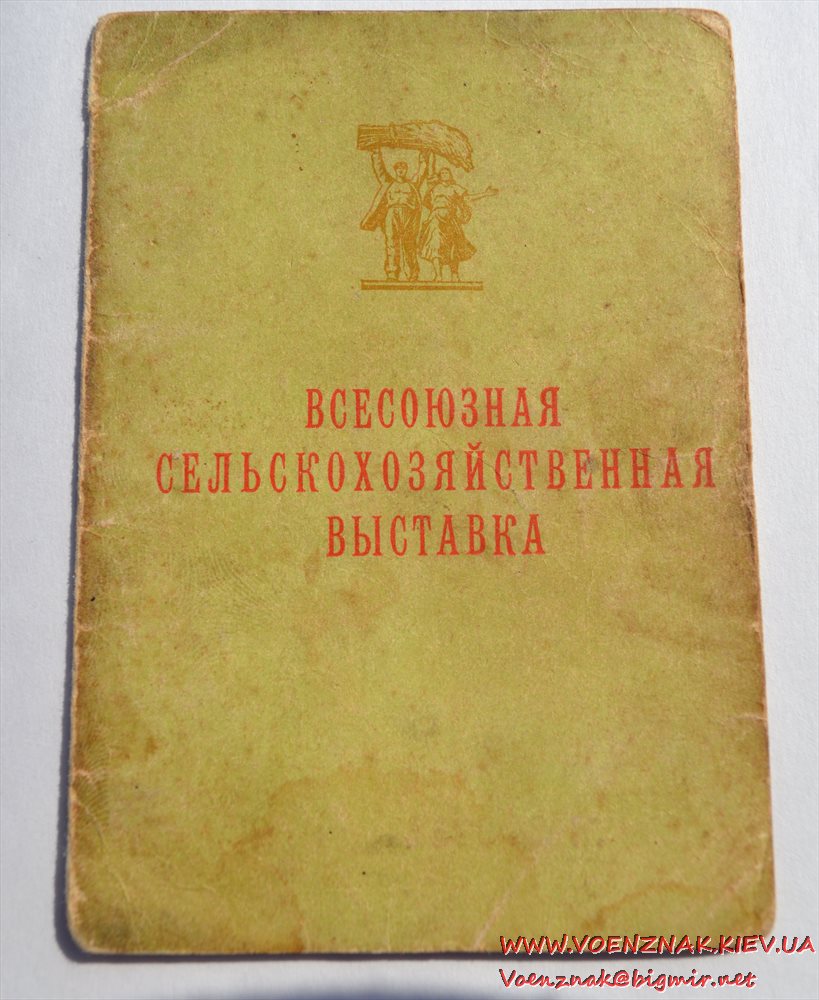 ВСЕСОЮЗНАЯ
СЕЛЬСКОХОЗЯЙСТВЕННАЯ
ВЫСТАВКА
WWW.VOENZNAK.KIEV.UA
Voenznak@bigmir.net